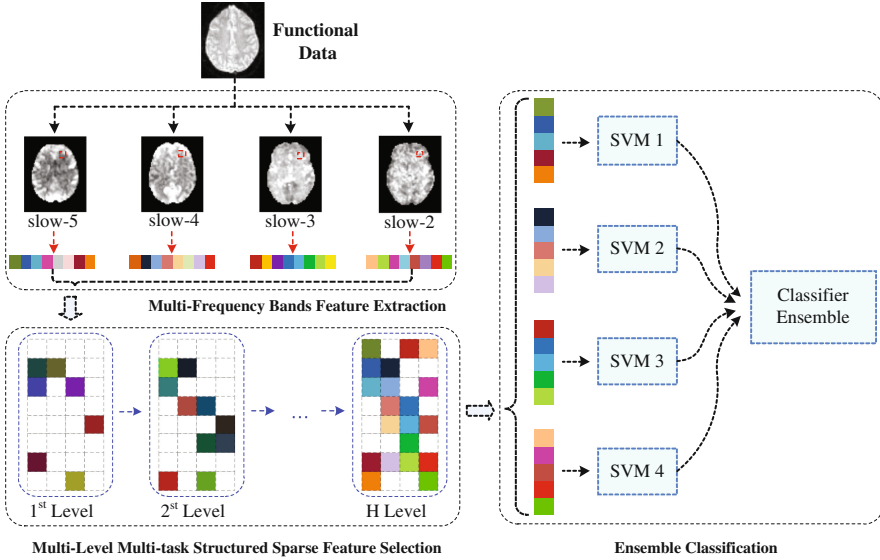 Functional
Data
slow-5
slow-4
slow-3
slow-2
Multi-Frequency Bands Feature Extraction
1st Level
2st Level
...
H Level
Multi-Level Multi-task Structured Sparse Feature Selection
SVM 1
SVM 2
SVM 3
SVM 4
Classifier
Ensemble
Ensemble Classification